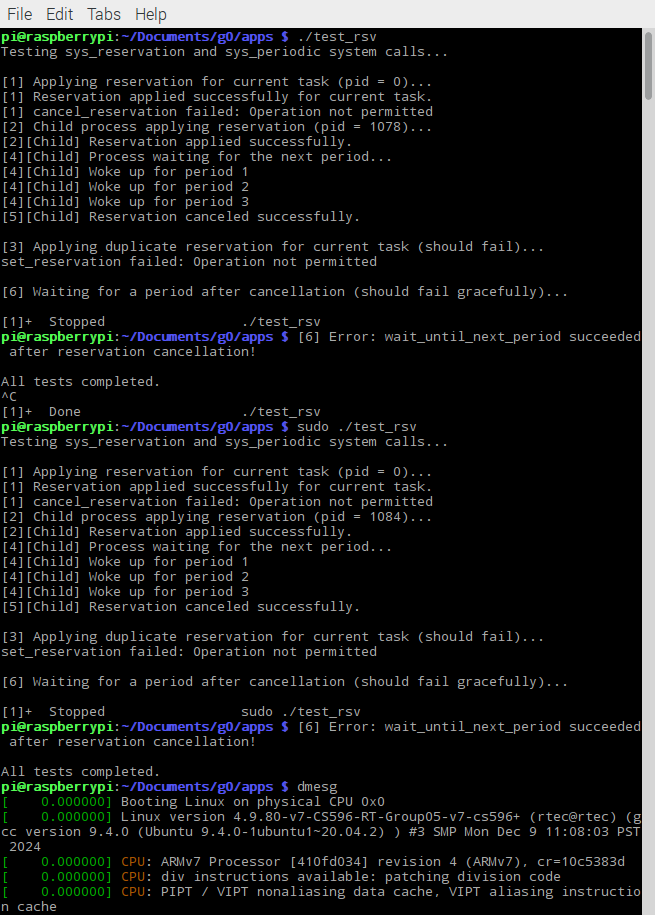 File Edit Tabs Help
pi@raspberrypi:~/Documents/g0/apps $ ./test_rsv
Testing sys_reservation and sys_periodic system calls...
[1] Applying reservation for current task (pid = 0)...
[1] Reservation applied successfully for current task.
[1] cancel_reservation failed: Operation not permitted
[2] Child process applying reservation (pid = 1078)...
[2][Child] Reservation applied successfully.
[4][Child] Process waiting for the next period...
[4][Child] Woke up for period 1
[4][Child] Woke up for period 2
[4][Child] Woke up for period 3
[5][Child] Reservation canceled successfully.
[3] Applying duplicate reservation for current task (should fail)...
set_reservation failed: Operation not permitted
[6] Waiting for a period after cancellation (should fail gracefully)...
[1]+  Stopped                 ./test_rsv
pi@raspberrypi:~/Documents/g0/apps $ [6] Error: wait_until_next_period succeeded
 after reservation cancellation!
All tests completed.
^C
[1]+  Done                    ./test_rsv
pi@raspberrypi:~/Documents/g0/apps $ sudo ./test_rsv
Testing sys_reservation and sys_periodic system calls...
[1] Applying reservation for current task (pid = 0)...
[1] Reservation applied successfully for current task.
[1] cancel_reservation failed: Operation not permitted
[2] Child process applying reservation (pid = 1084)...
[2][Child] Reservation applied successfully.
[4][Child] Process waiting for the next period...
[4][Child] Woke up for period 1
[4][Child] Woke up for period 2
[4][Child] Woke up for period 3
[5][Child] Reservation canceled successfully.
[3] Applying duplicate reservation for current task (should fail)...
set_reservation failed: Operation not permitted
[6] Waiting for a period after cancellation (should fail gracefully)...
[1]+  Stopped                 sudo ./test_rsv
pi@raspberrypi:~/Documents/g0/apps $ [6] Error: wait_until_next_period succeeded
 after reservation cancellation!
All tests completed.
pi@raspberrypi:~/Documents/g0/apps $ dmesg
[    0.000000] Booting Linux on physical CPU 0x0
[    0.000000] Linux version 4.9.80-v7-CS596-RT-Group05-v7-cs596+ (rtec@rtec) (g
cc version 9.4.0 (Ubuntu 9.4.0-1ubuntu1~20.04.2) ) #3 SMP Mon Dec 9 11:08:03 PST
 2024
[    0.000000] CPU: ARMv7 Processor [410fd034] revision 4 (ARMv7), cr=10c5383d
[    0.000000] CPU: div instructions available: patching division code
[    0.000000] CPU: PIPT / VIPT nonaliasing data cache, VIPT aliasing instructio
n cache